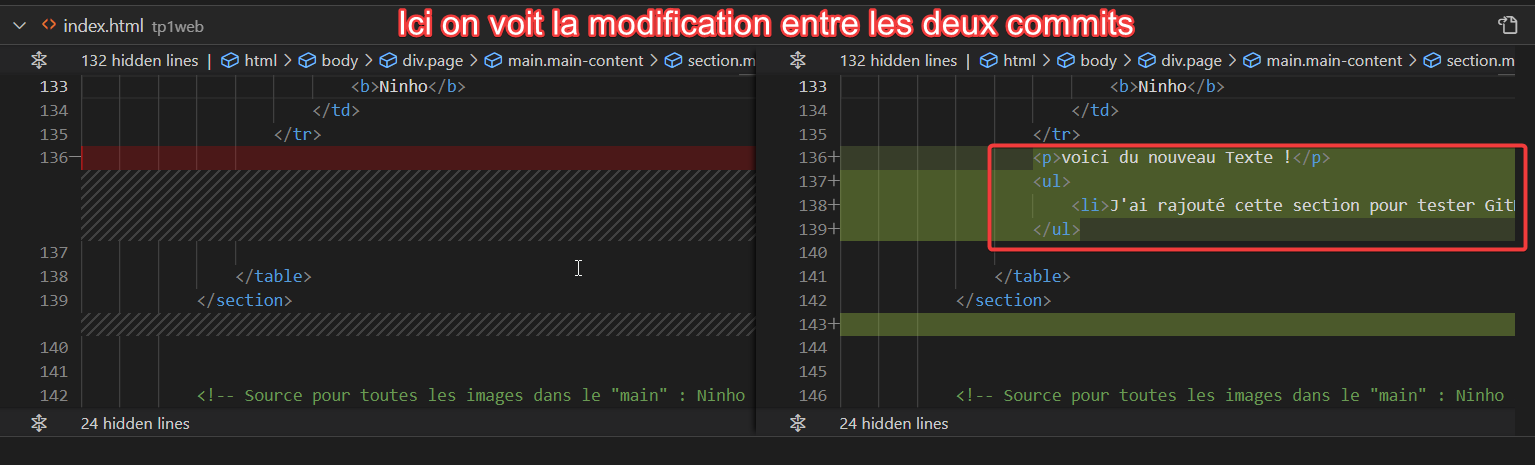 Ici on voit la modification entre les deux commits
index.html tp1web
132 hidden lines | html > body > div.page > main.main-content > section.m
133 <b>Ninho</b>
134 </td>
135 </tr>
136—
137
138 </table>
139 </section>
140
141
142 <!-- Source pour toutes les images dans le "main" : Ninho
24 hidden lines
132 hidden lines | html > body > div.page > main.main-content > section.m
133 <b>Ninho</b>
134 </td>
135 </tr>
136+ <p>voici du nouveau Texte !</p>
137+ <ul>
138+ <li>J'ai rajouté cette section pour tester Git
139+ </ul>
140
141 </table>
142 </section>
143+
144
145
146 <!-- Source pour toutes les images dans le "main" : Ninho
24 hidden lines